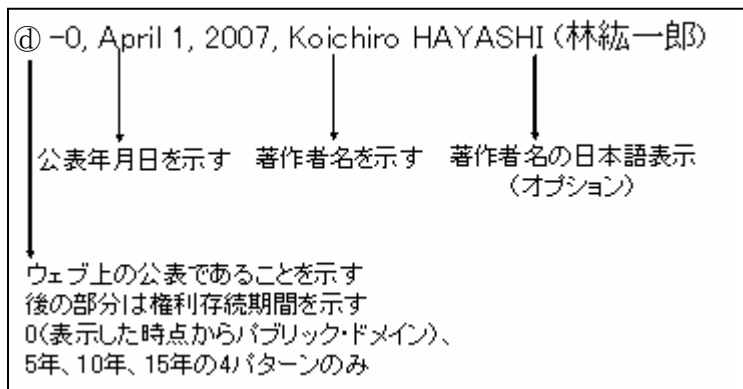 ⓓ -0, April 1, 2007, Koichiro HAYASHI (林紘一郎)
公表年月日を示す 著作者名を示す 著作者名の日本語表示
(オプション)
ウェブ上の公表であることを示す
後の部分は権利存続期間を示す
0(表示した時点からパブリック・ドメイン)、
5年、10年、15年の4パターンのみ